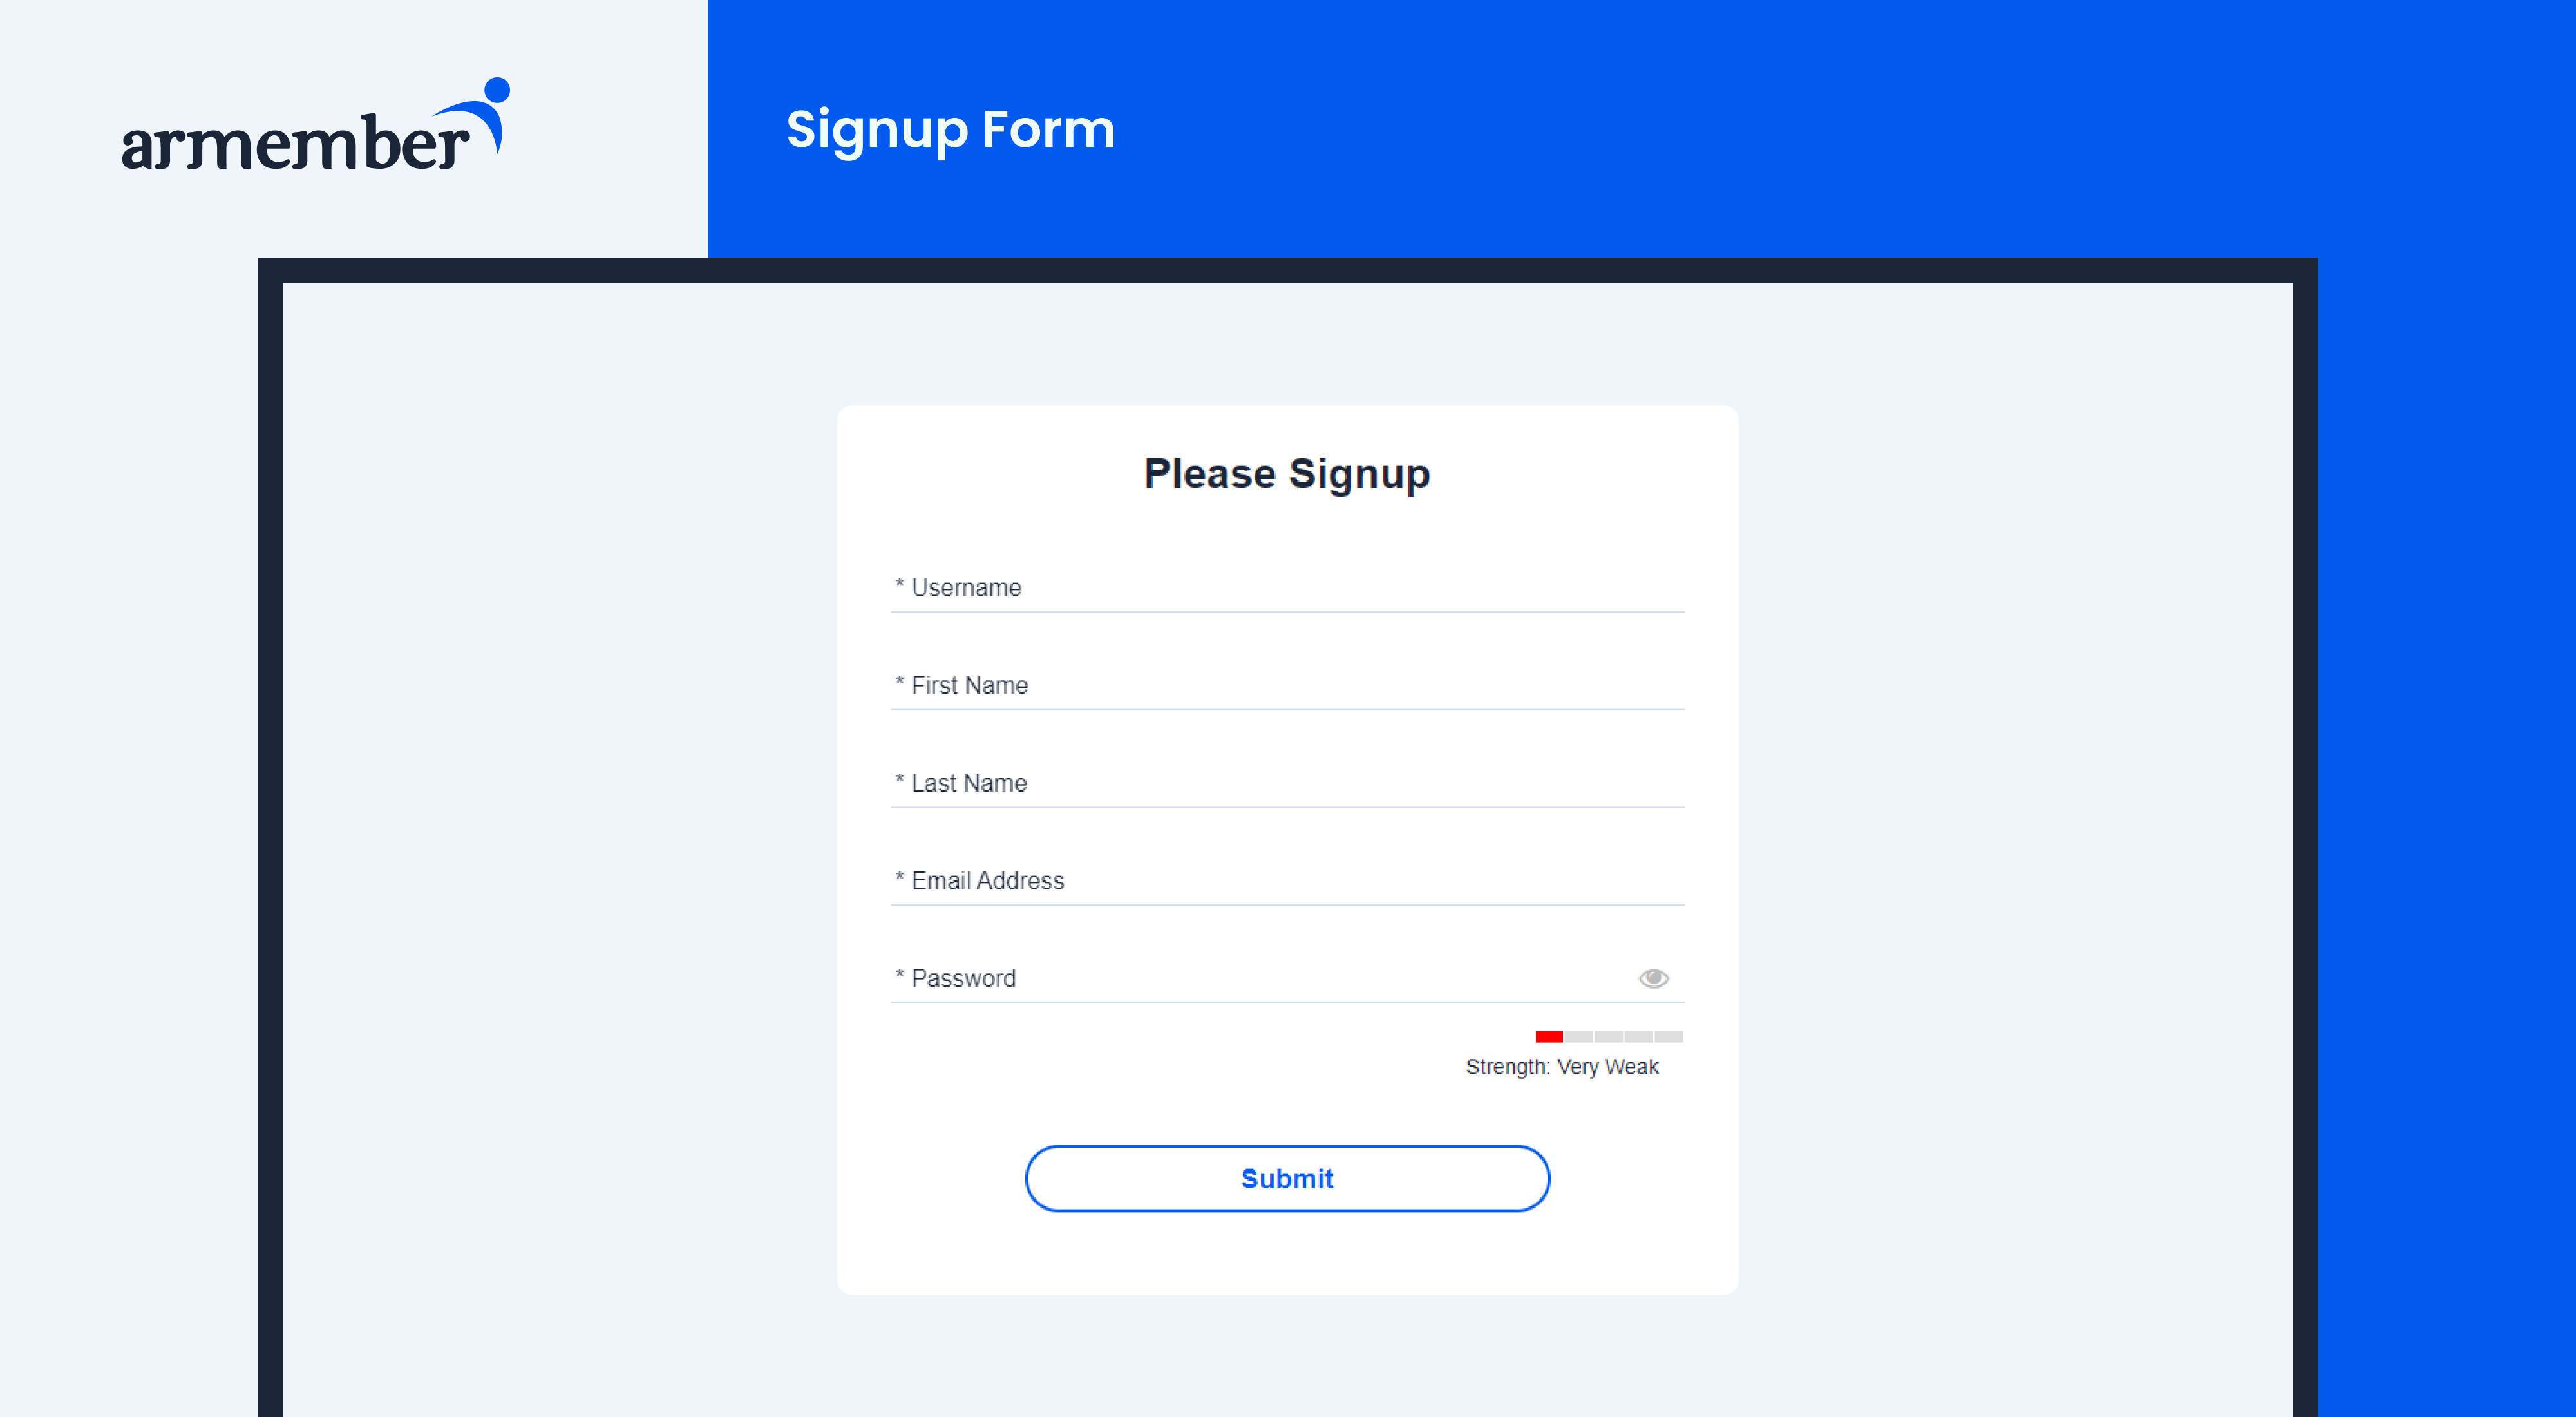 armember
Signup Form
Please Signup
* Username
* First Name
* Last Name
* Email Address
* Password
Strength: Very Weak
Submit